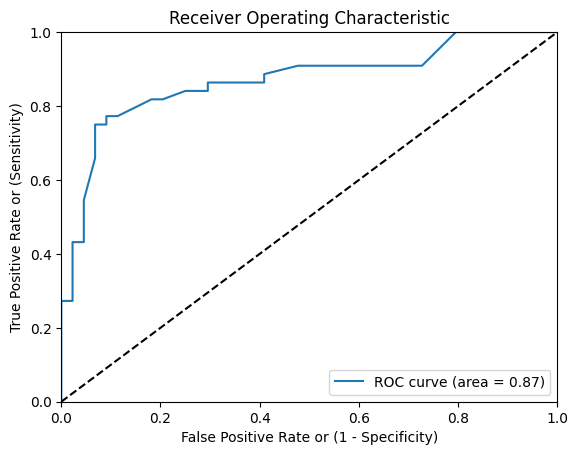 Receiver Operating Characteristic
True Positive Rate or (Sensitivity)
1.0
0.8
0.6
0.4
0.2
0.0
0.0 0.2 0.4 0.6 0.8 1.0
False Positive Rate or (1 - Specificity)
ROC curve (area = 0.87)